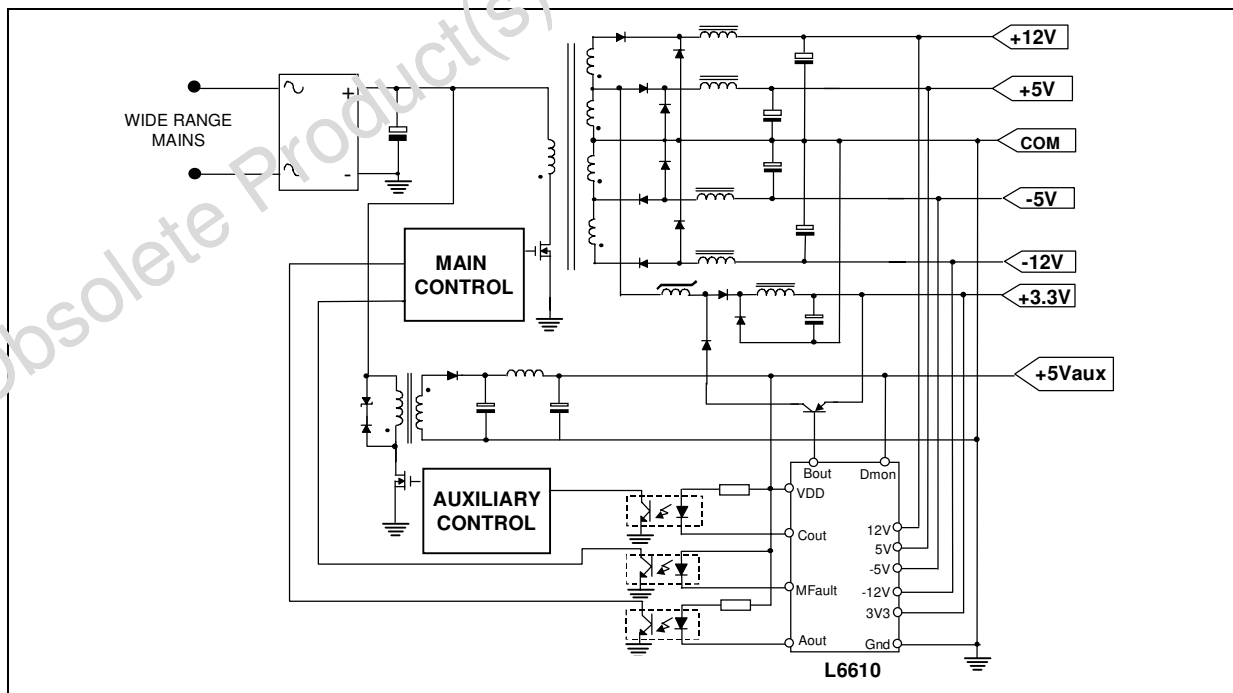 Obsolete Product(s)
+12V
+5V
WIDE RANGE
MAINS
+
-
COM
-5V
-12V
+3.3V
MAIN
CONTROL
+5Vaux
AUXILIARY
CONTROL
Bout
Dmon
VDD
Cout
MFault
Aout
12V
5V
-5V
-12V
3V3
Gnd
L6610